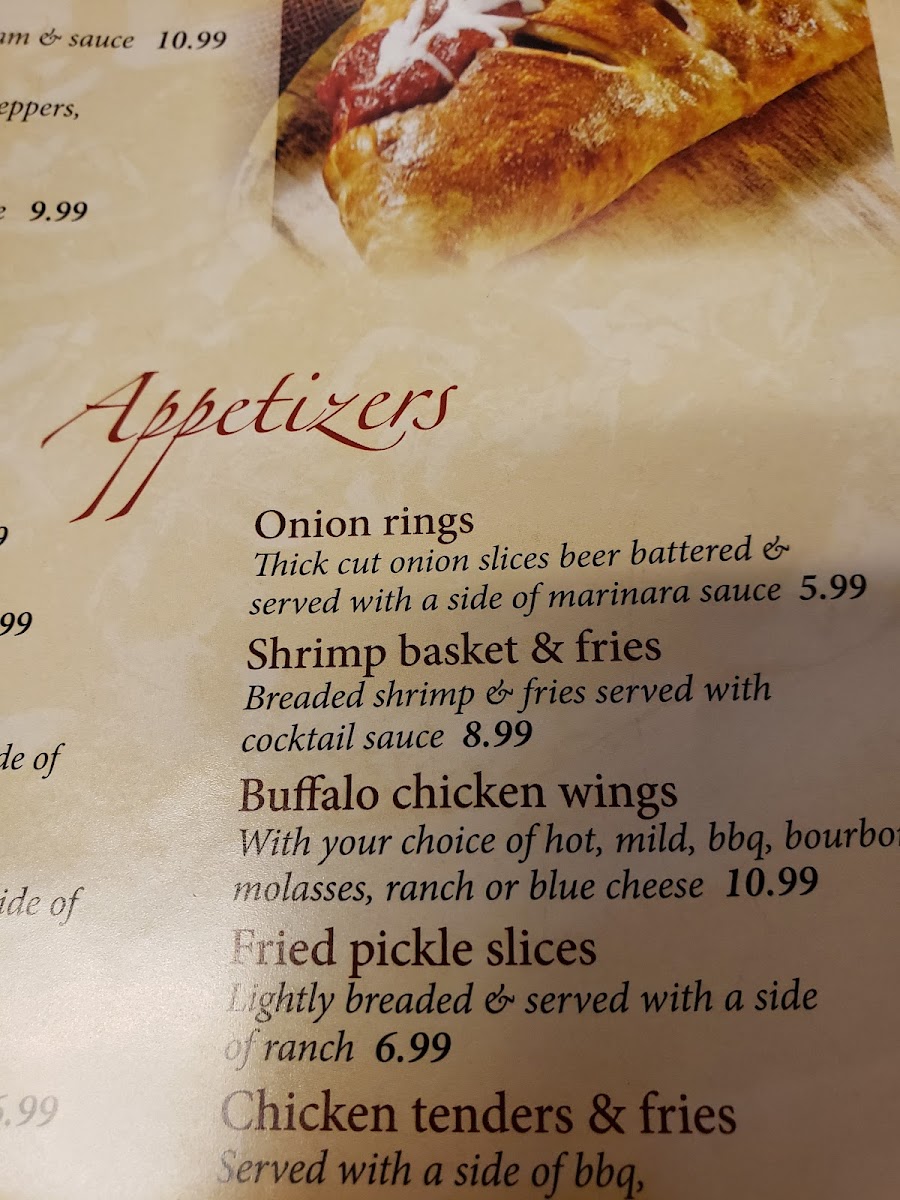 & sauce 10.99
9.99
Appetizers
Onion rings
Thick cut onion slices beer battered &
served with a side of marinara sauce 5.99
Shrimp basket & fries
Breaded shrimp & fries served with
cocktail sauce 8.99
Buffalo chicken wings
With your choice of hot, mild, bbq,
molasses, ranch or blue cheese 10.99
Fried pickle slices
Lightly breaded & served with a side
of ranch 6.99
Chicken tenders & fries
Served with a side of bbq,
of
of